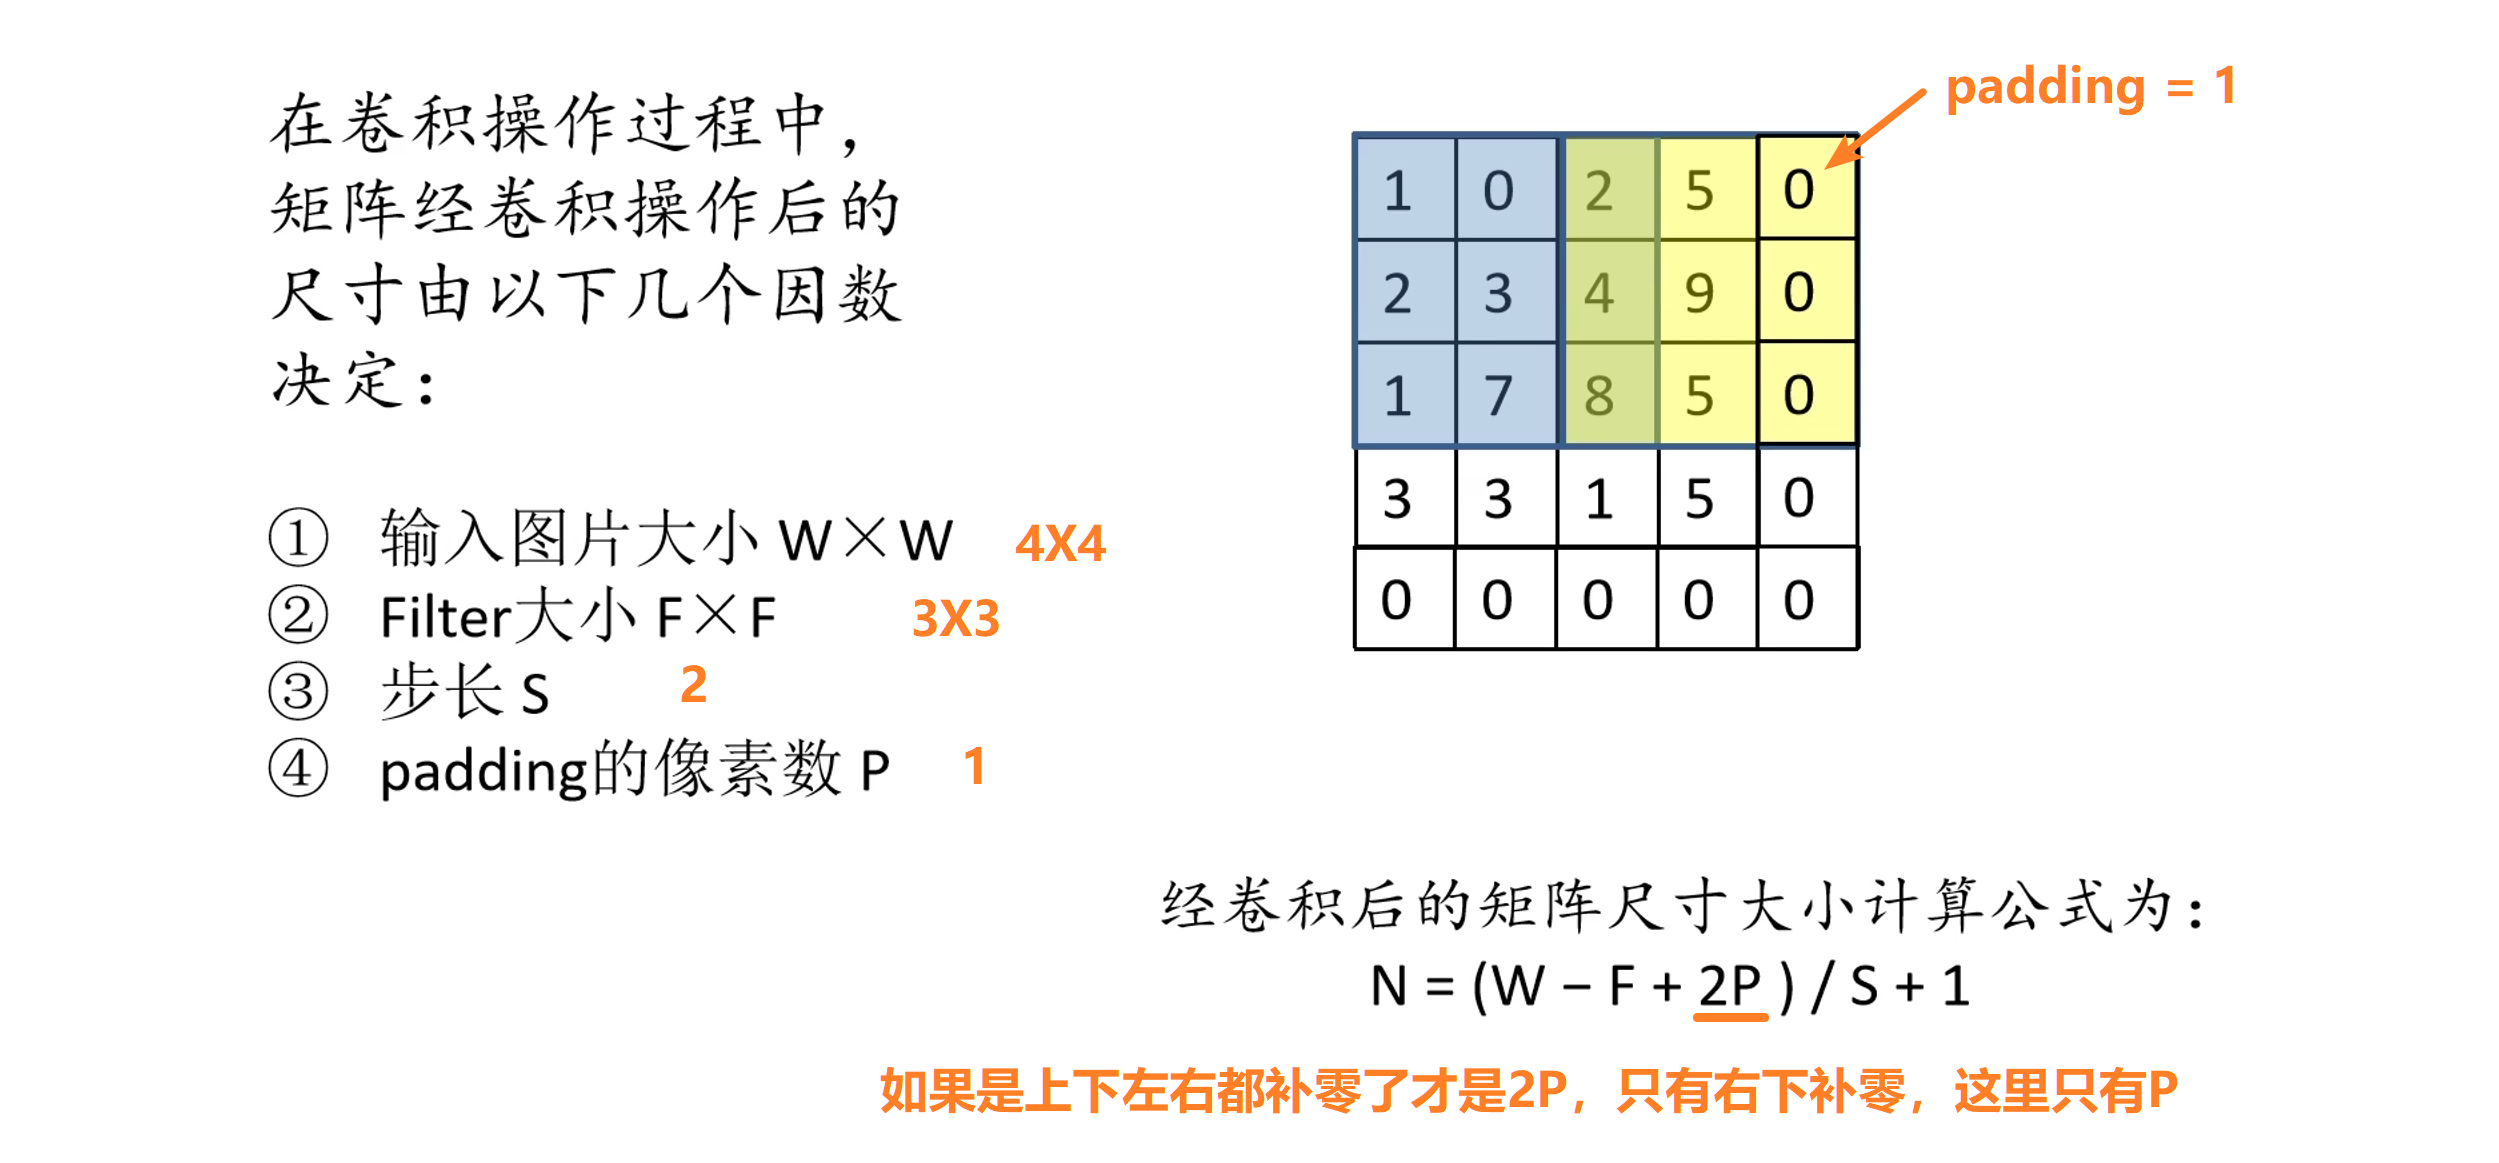 在卷积操作过程中，
矩阵经卷积操作后的
尺寸由以下几个因数
决定：
① 输入图片大小 W×W 4X4
② Filter大小 F×F 3X3
③ 步长 S 2
④ padding的像素数 P 1
padding = 1
1 0 2 5 0
2 3 4 9 0
1 7 8 5 0
3 3 1 5 0
0 0 0 0 0
经卷积后的矩阵尺寸大小计算公式为：
N = (W – F + 2P ) / S + 1
如果是上下左右都补零了才是2P，只有右下补零，这里只有P